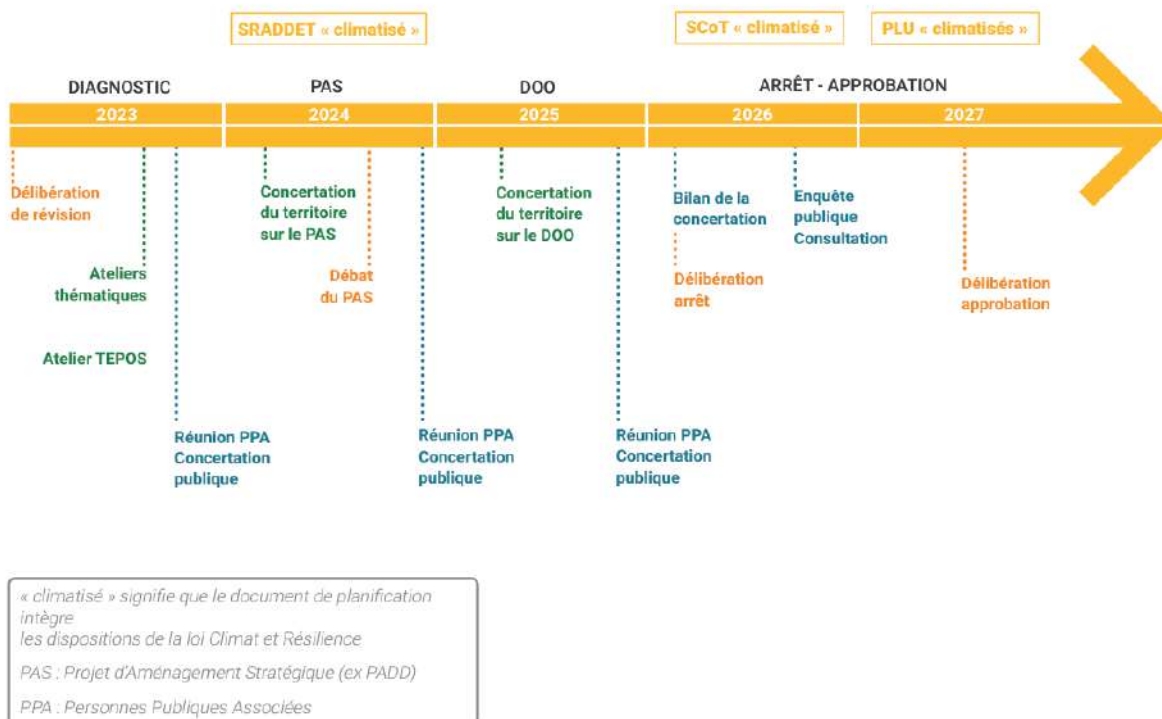 SRADDET « climatisé »
SCoT « climatisé »
PLU « climatisés »
DIAGNOSTIC
PAS
DOO
ARRÊT - APPROBATION
2023
2024
2025
2026
2027
Délibération
de révision
Ateliers
thématiques
Atelier TEPOS
Réunion PPA
Concertation
publique
Concertation
du territoire
sur le PAS
Débat
du PAS
Réunion PPA
Concertation
publique
Concertation
du territoire
sur le DOO
Réunion PPA
Concertation
publique
Bilan de la
concertation
Délibération
arrêt
Enquête
publique
Consultation
Délibération
approbation
« climatisé » signifie que le document de planification
intègre
les dispositions de la loi Climat et Résilience
PAS : Projet d'Aménagement Stratégique (ex PADD)
PPA : Personnes Publiques Associées